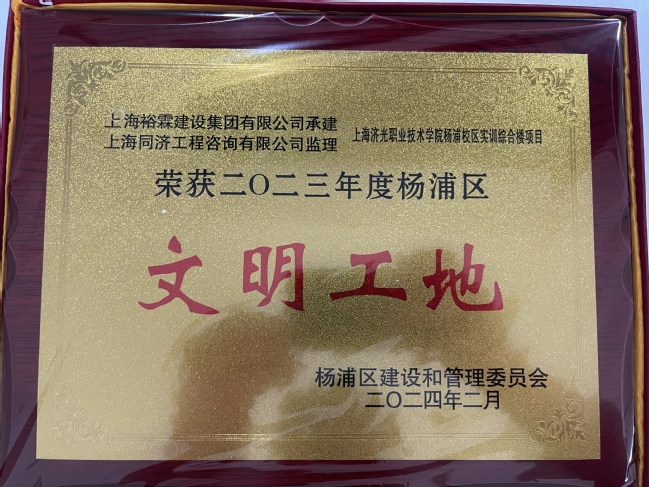 上海裕霖建设集团有限公司承建
上海同济工程咨询有限公司监理
上海济光职业技术学院杨浦校区实训综合楼项目
荣获二〇二三年度杨浦区
文明工地
杨浦区建设和管理委员会
二〇二四年二月